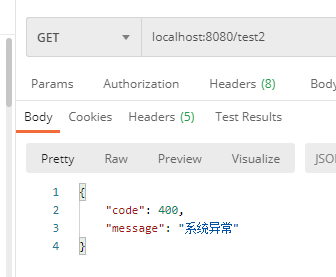 GET localhost:8080/test2
Params Authorization Headers (8) Body
Body Cookies Headers (5) Test Results
Pretty Raw Preview Visualize JSO
1 {
2 "code": 400,
3 "message": "系统异常"
4 }